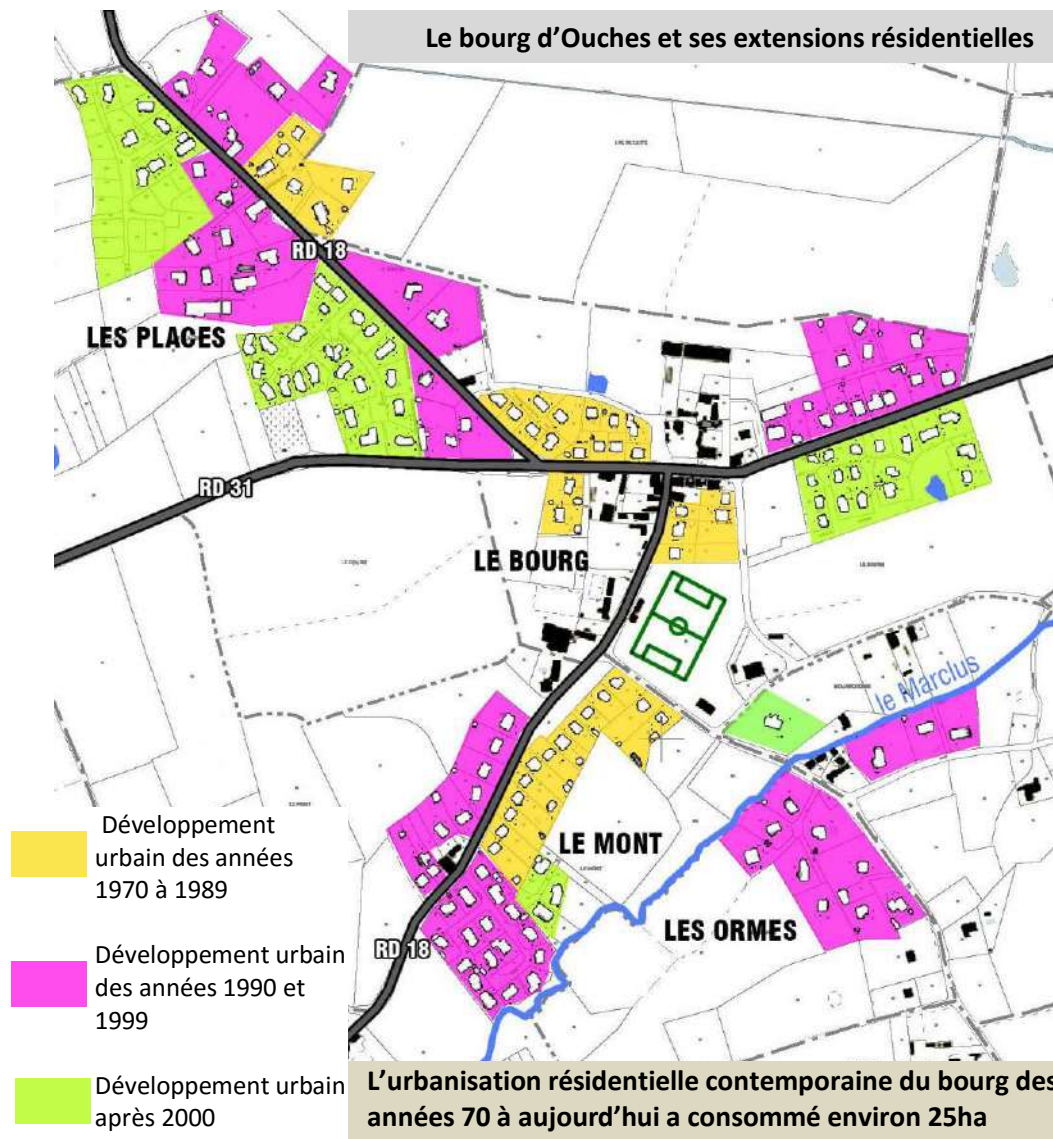 Le bourg d'Ouches et ses extensions résidentielles
RD 18
LES PLAGES
RD 31
LE BOURG
le Marclus
LE MONT
LES ORMES
RD 18
Développement
urbain des années
1970 à 1989
Développement urbain
des années 1990 et
1999
Développement urbain
après 2000
L'urbanisation résidentielle contemporaine du bourg des
années 70 à aujourd'hui a consommé environ 25ha